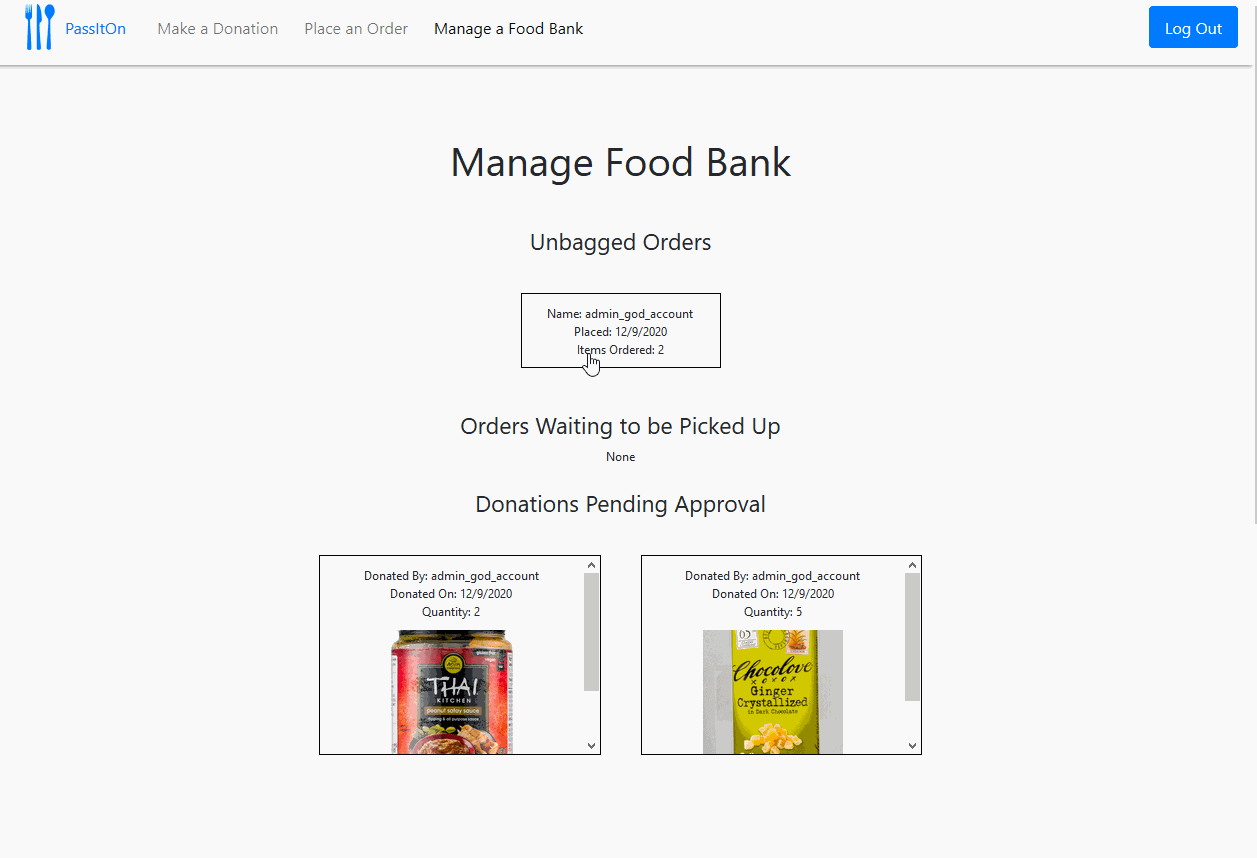 PassItOn
Make a Donation
Place an Order
Manage a Food Bank
Log Out
Manage Food Bank
Unbagged Orders
Name: admin_god_account
Placed: 12/9/2020
Items Ordered: 2
Orders Waiting to be Picked Up
None
Donations Pending Approval
Donated By: admin_god_account
Donated On: 12/9/2020
Quantity: 2
THAI
KITCHEN
peanut satay sauce
Donated By: admin_god_account
Donated On: 12/9/2020
Quantity: 5
Chocolove
XOXOX
Ginger
Crystallized
in Dark Chocolate